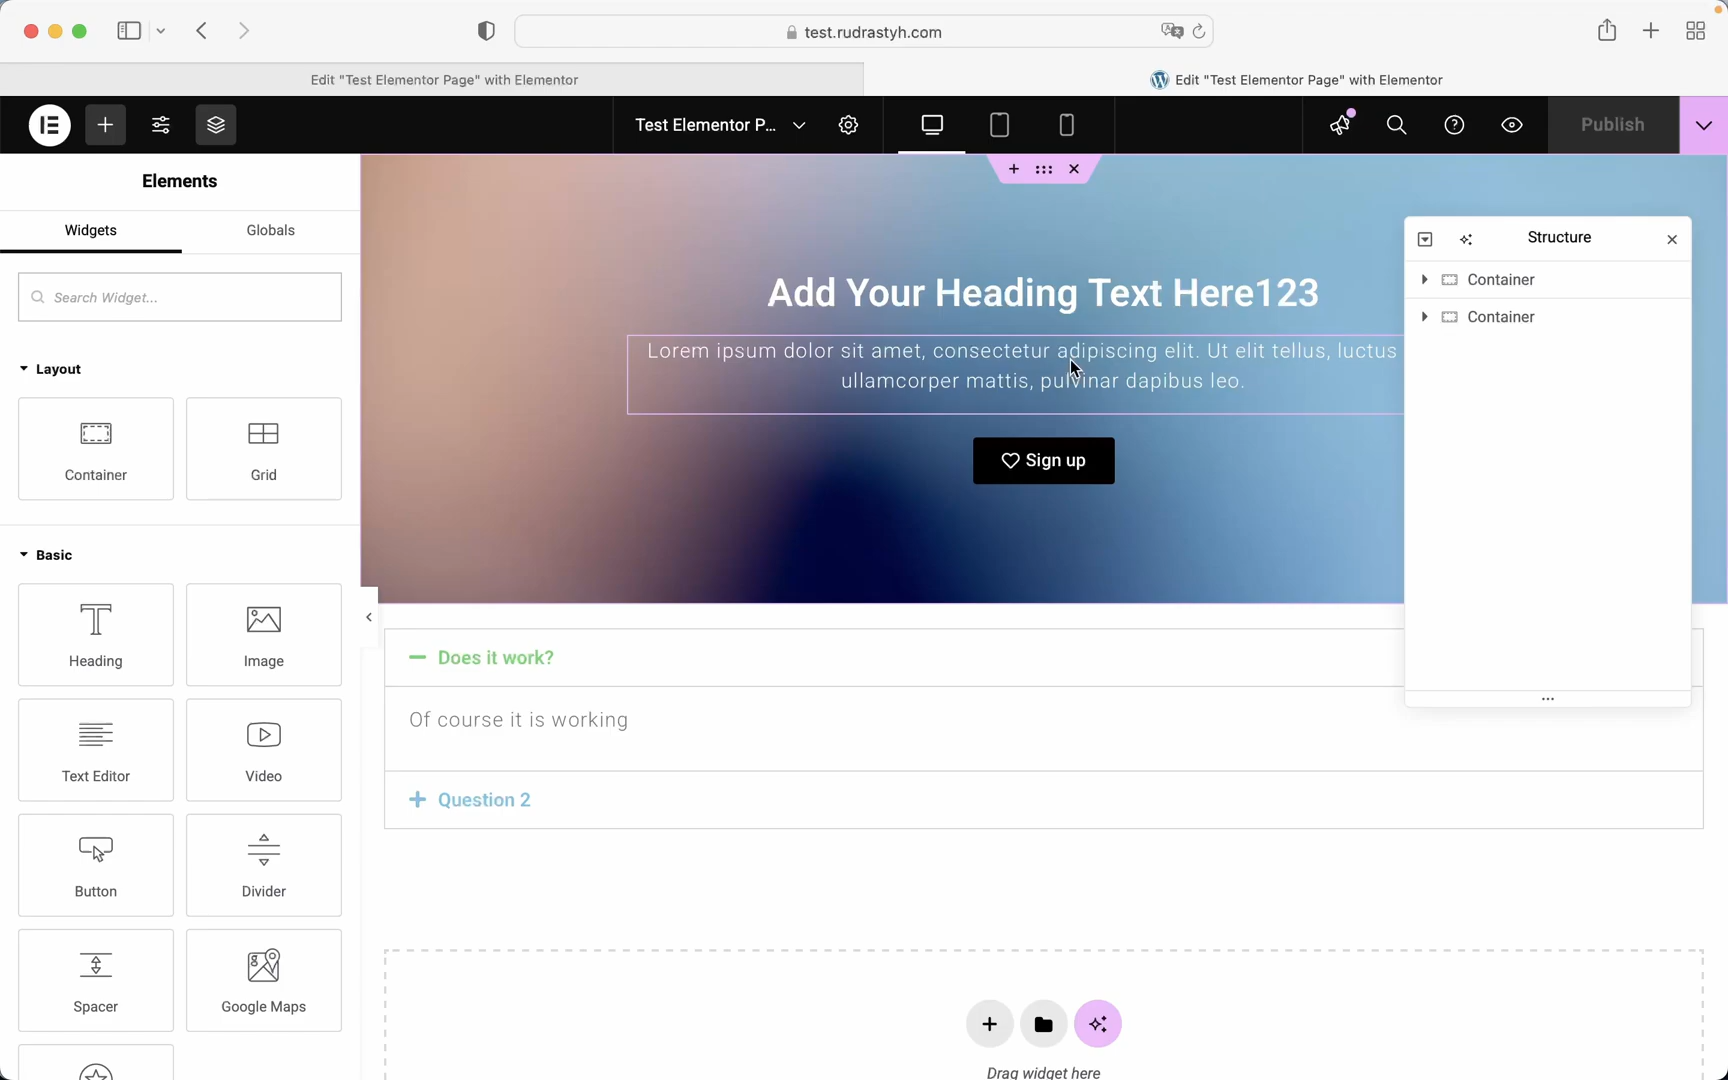 test.rudrastyh.com
Edit "Test Elementor Page" with Elementor
Edit "Test Elementor Page" with Elementor
Test Elementor P...
Publish
Elements
Widgets
Globals
Search Widget...
Layout
Container
Grid
Basic
Heading
Image
Text Editor
Video
Button
Divider
Spacer
Google Maps
Add Your Heading Text Here123
Lorem ipsum dolor sit amet, consectetur adipiscing elit. Ut elit tellus, luctus
ullamcorper mattis, pulvinar dapibus leo.
Sign up
Structure
Container
Container
Does it work?
Of course it is working
Question 2
Drag widget here